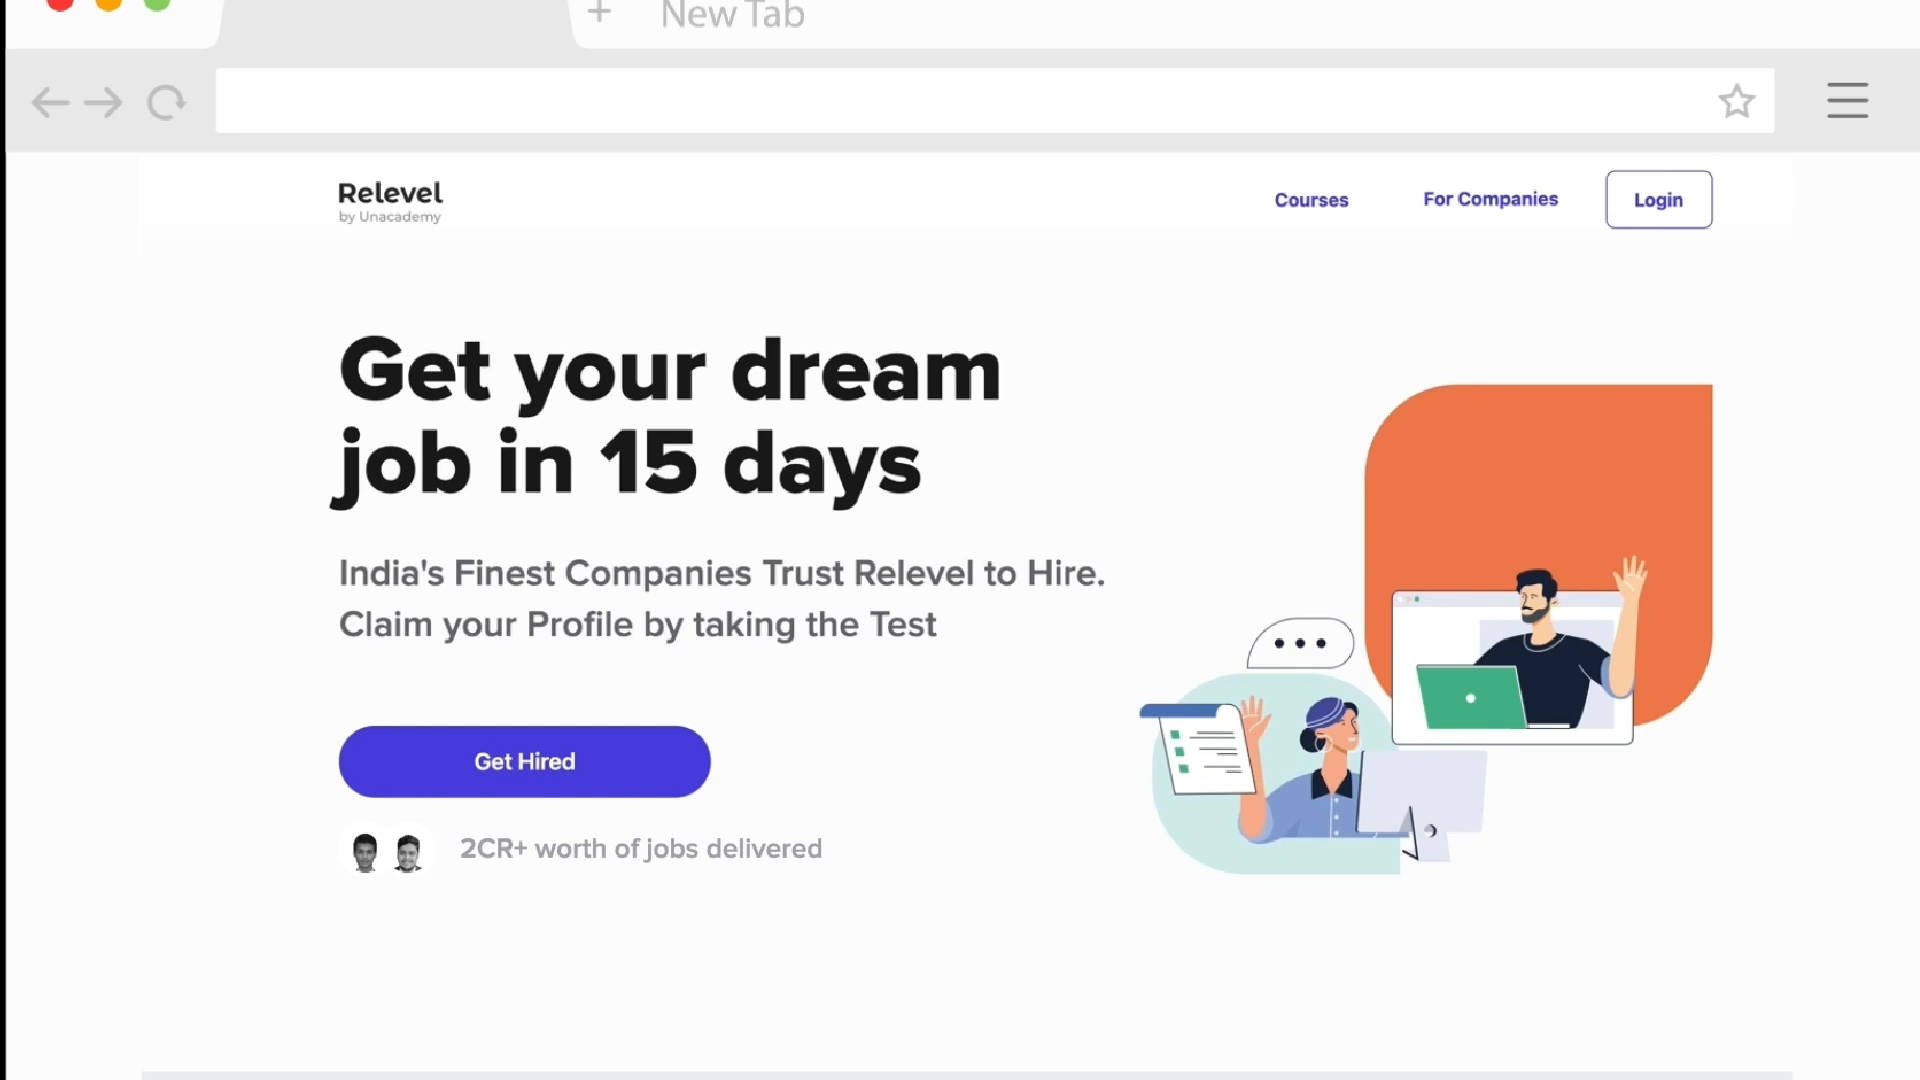 New Tab
Relevel
by Unacademy
Courses
For Companies
Login
Get your dream
job in 15 days
India's Finest Companies Trust Relevel to Hire.
Claim your Profile by taking the Test
Get Hired
2CR+ worth of jobs delivered